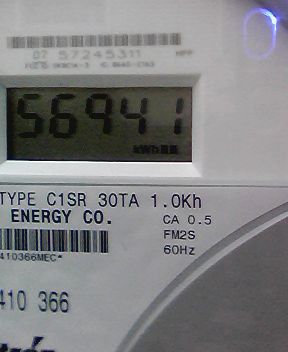 07 57245311
56941
kWh
TYPE C1SR 30TA 1.0Kh
ENERGY CO.
CA 0.5
FM2S
60Hz
410366MEC*
410 366